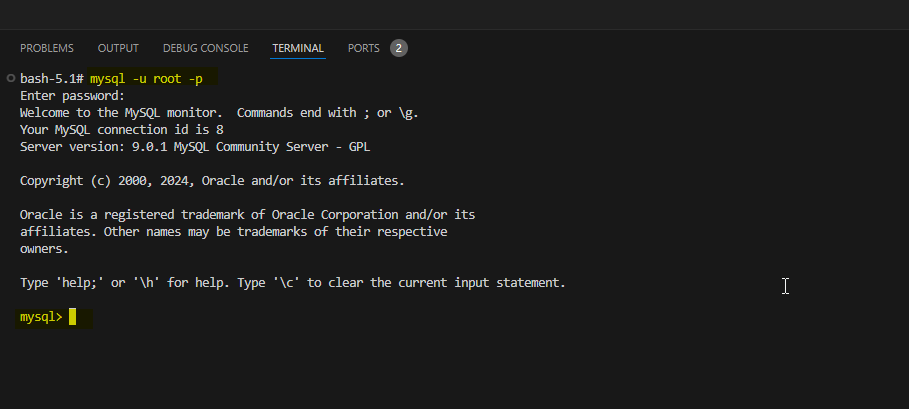 PROBLEMS OUTPUT DEBUG CONSOLE TERMINAL PORTS 2
bash-5.1# mysql -u root -p
Enter password:
Welcome to the MySQL monitor.  Commands end with ; or \g.
Your MySQL connection id is 8
Server version: 9.0.1 MySQL Community Server - GPL
Copyright (c) 2000, 2024, Oracle and/or its affiliates.
Oracle is a registered trademark of Oracle Corporation and/or its
affiliates. Other names may be trademarks of their respective
owners.
Type 'help;' or '\h' for help. Type '\c' to clear the current input statement.
mysql>